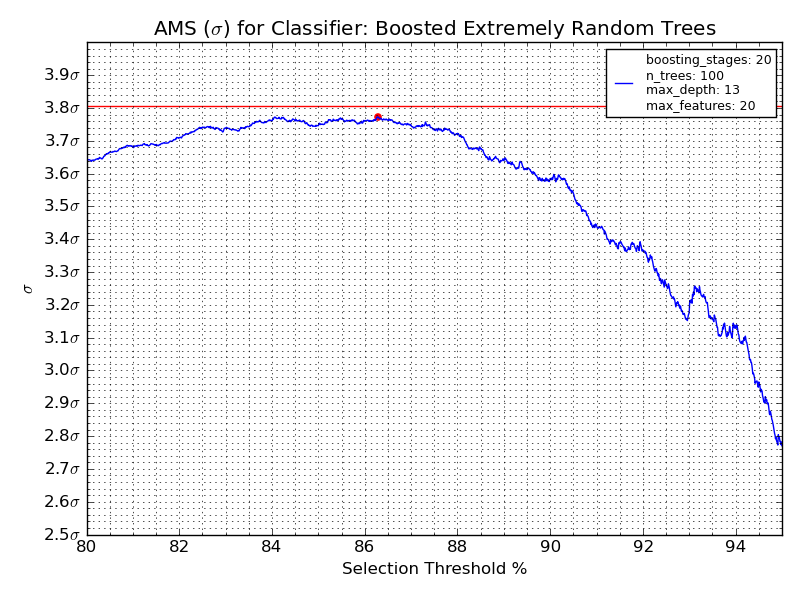 AMS (σ) for Classifier: Boosted Extremely Random Trees
boosting_stages: 20
n_trees: 100
max_depth: 13
max_features: 20
3.9σ
3.8σ
3.7σ
3.6σ
3.5σ
3.4σ
3.3σ
3.2σ
3.1σ
3.0σ
2.9σ
2.8σ
2.7σ
2.6σ
2.5σ
σ
80 82 84 86 88 90 92 94
Selection Threshold %